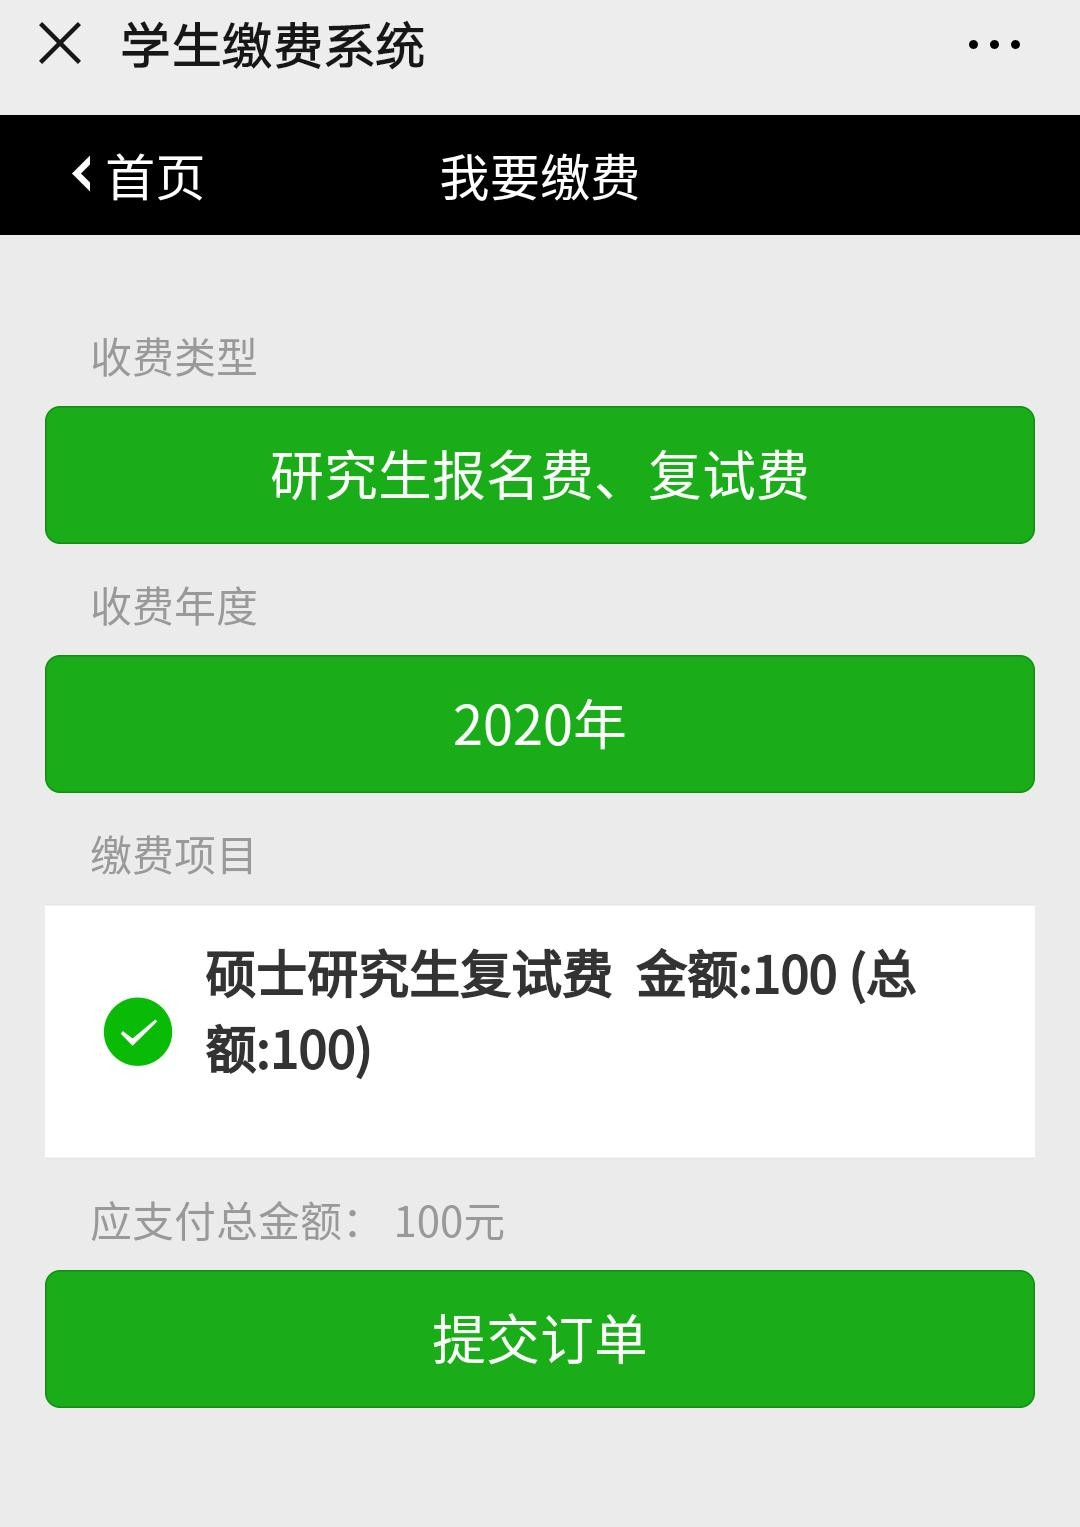 学生缴费系统
首页
我要缴费
收费类型
研究生报名费、复试费
收费年度
2020年
缴费项目
硕士研究生复试费 金额:100 (总
额:100)
应支付总金额： 100元
提交订单